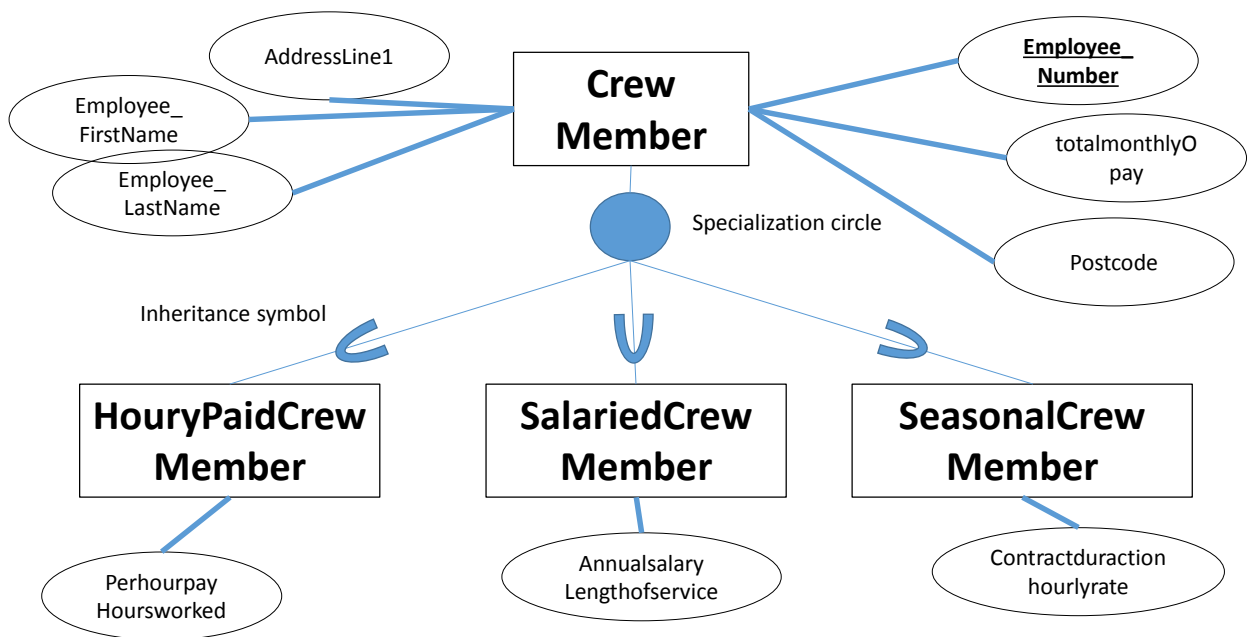 AddressLine1
Crew
Member
Employee_
Number
Employee_
FirstName
totalmonthlyO
pay
Employee_
LastName
Specialization circle
Postcode
Inheritance symbol
HouryPaidCrew
Member
SalariedCrew
Member
SeasonalCrew
Member
Perhourpay
Hoursworked
Annualsalary
Lengthofservice
Contractduraction
hourlyrate